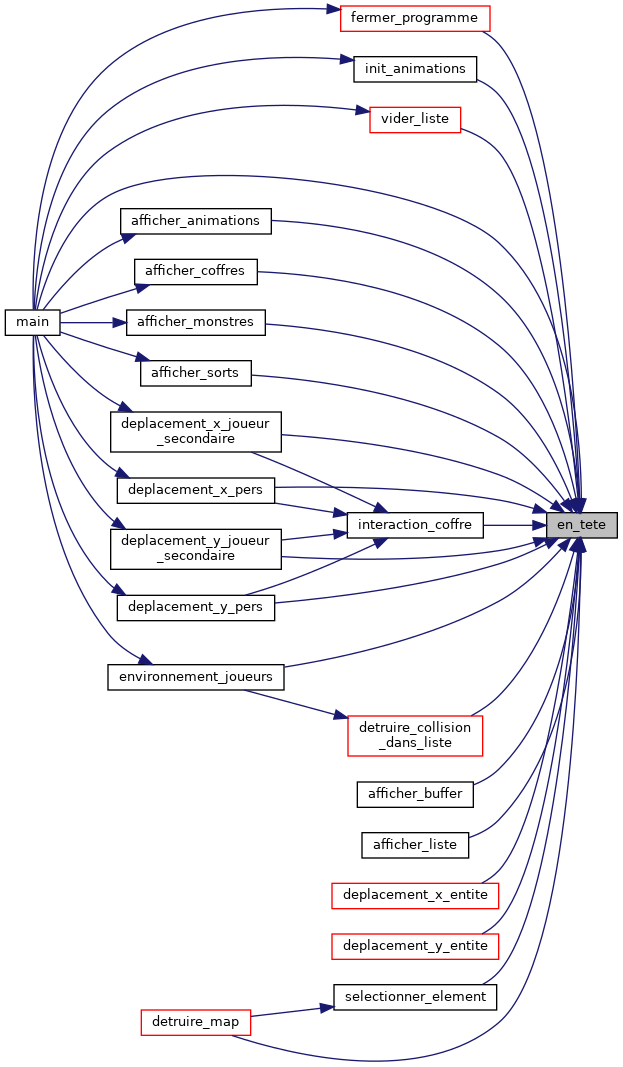 fermer_programme
init_animations
vider_liste
afficher_animations
afficher_coffres
main
afficher_monstres
afficher_sorts
deplacement_x_joueur
_secondaire
deplacement_x_pers
interaction_coffre
en_tete
deplacement_y_joueur
_secondaire
deplacement_y_pers
environnement_joueurs
detruire_collision
_dans_liste
afficher_buffer
afficher_liste
deplacement_x_entite
deplacement_y_entite
selectionner_element
detruire_map